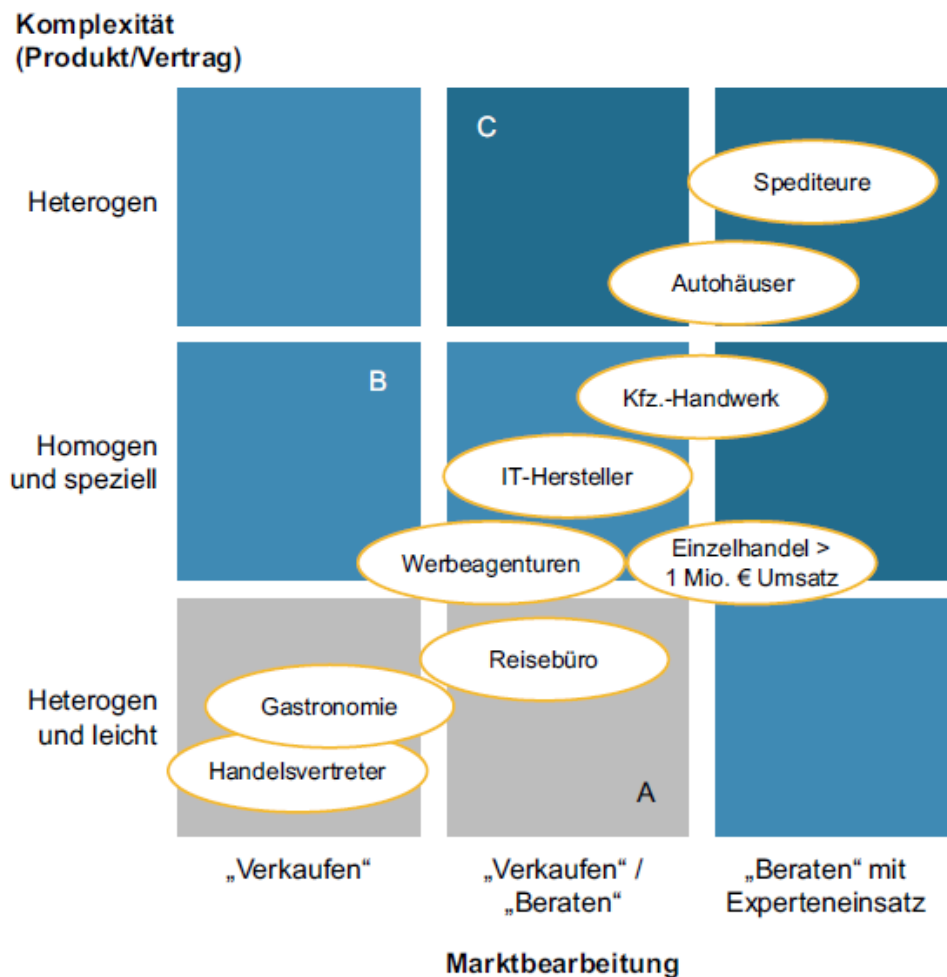 Komplexität
(Produkt/Vertrag)
C
Spediteure
Heterogen
Autohäuser
B
Kfz.-Handwerk
Homogen
und speziell
IT-Hersteller
Werbeagenturen
Einzelhandel >
1 Mio. € Umsatz
Reisebüro
Heterogen
und leicht
Gastronomie
Handelsvertreter
A
„Verkaufen“
„Verkaufen“ /
„Beraten“
„Beraten“ mit
Experteneinsatz
Marktbearbeitung